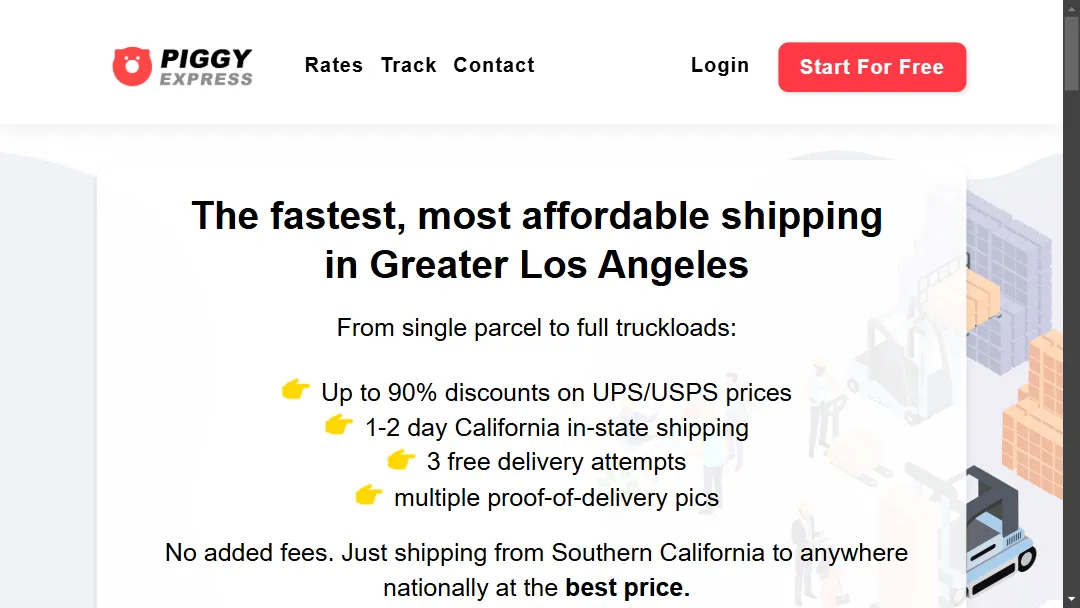 PIGGY
EXPRESS
Rates Track Contact Login Start For Free
The fastest, most affordable shipping
in Greater Los Angeles
From single parcel to full truckloads:
👉 Up to 90% discounts on UPS/USPS prices
👉 1-2 day California in-state shipping
👉 3 free delivery attempts
👉 multiple proof-of-delivery pics
No added fees. Just shipping from Southern California to anywhere
nationally at the best price.